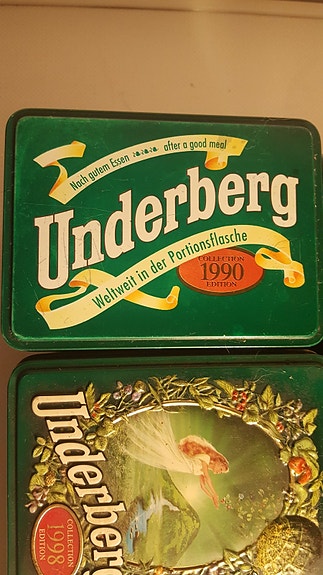 Nach gutem Essen after a good meal
Underberg
Weltweit in der Portionsflasche
COLLECTION
1990
EDITION
Underberg
COLLECTION
1998
EDITION